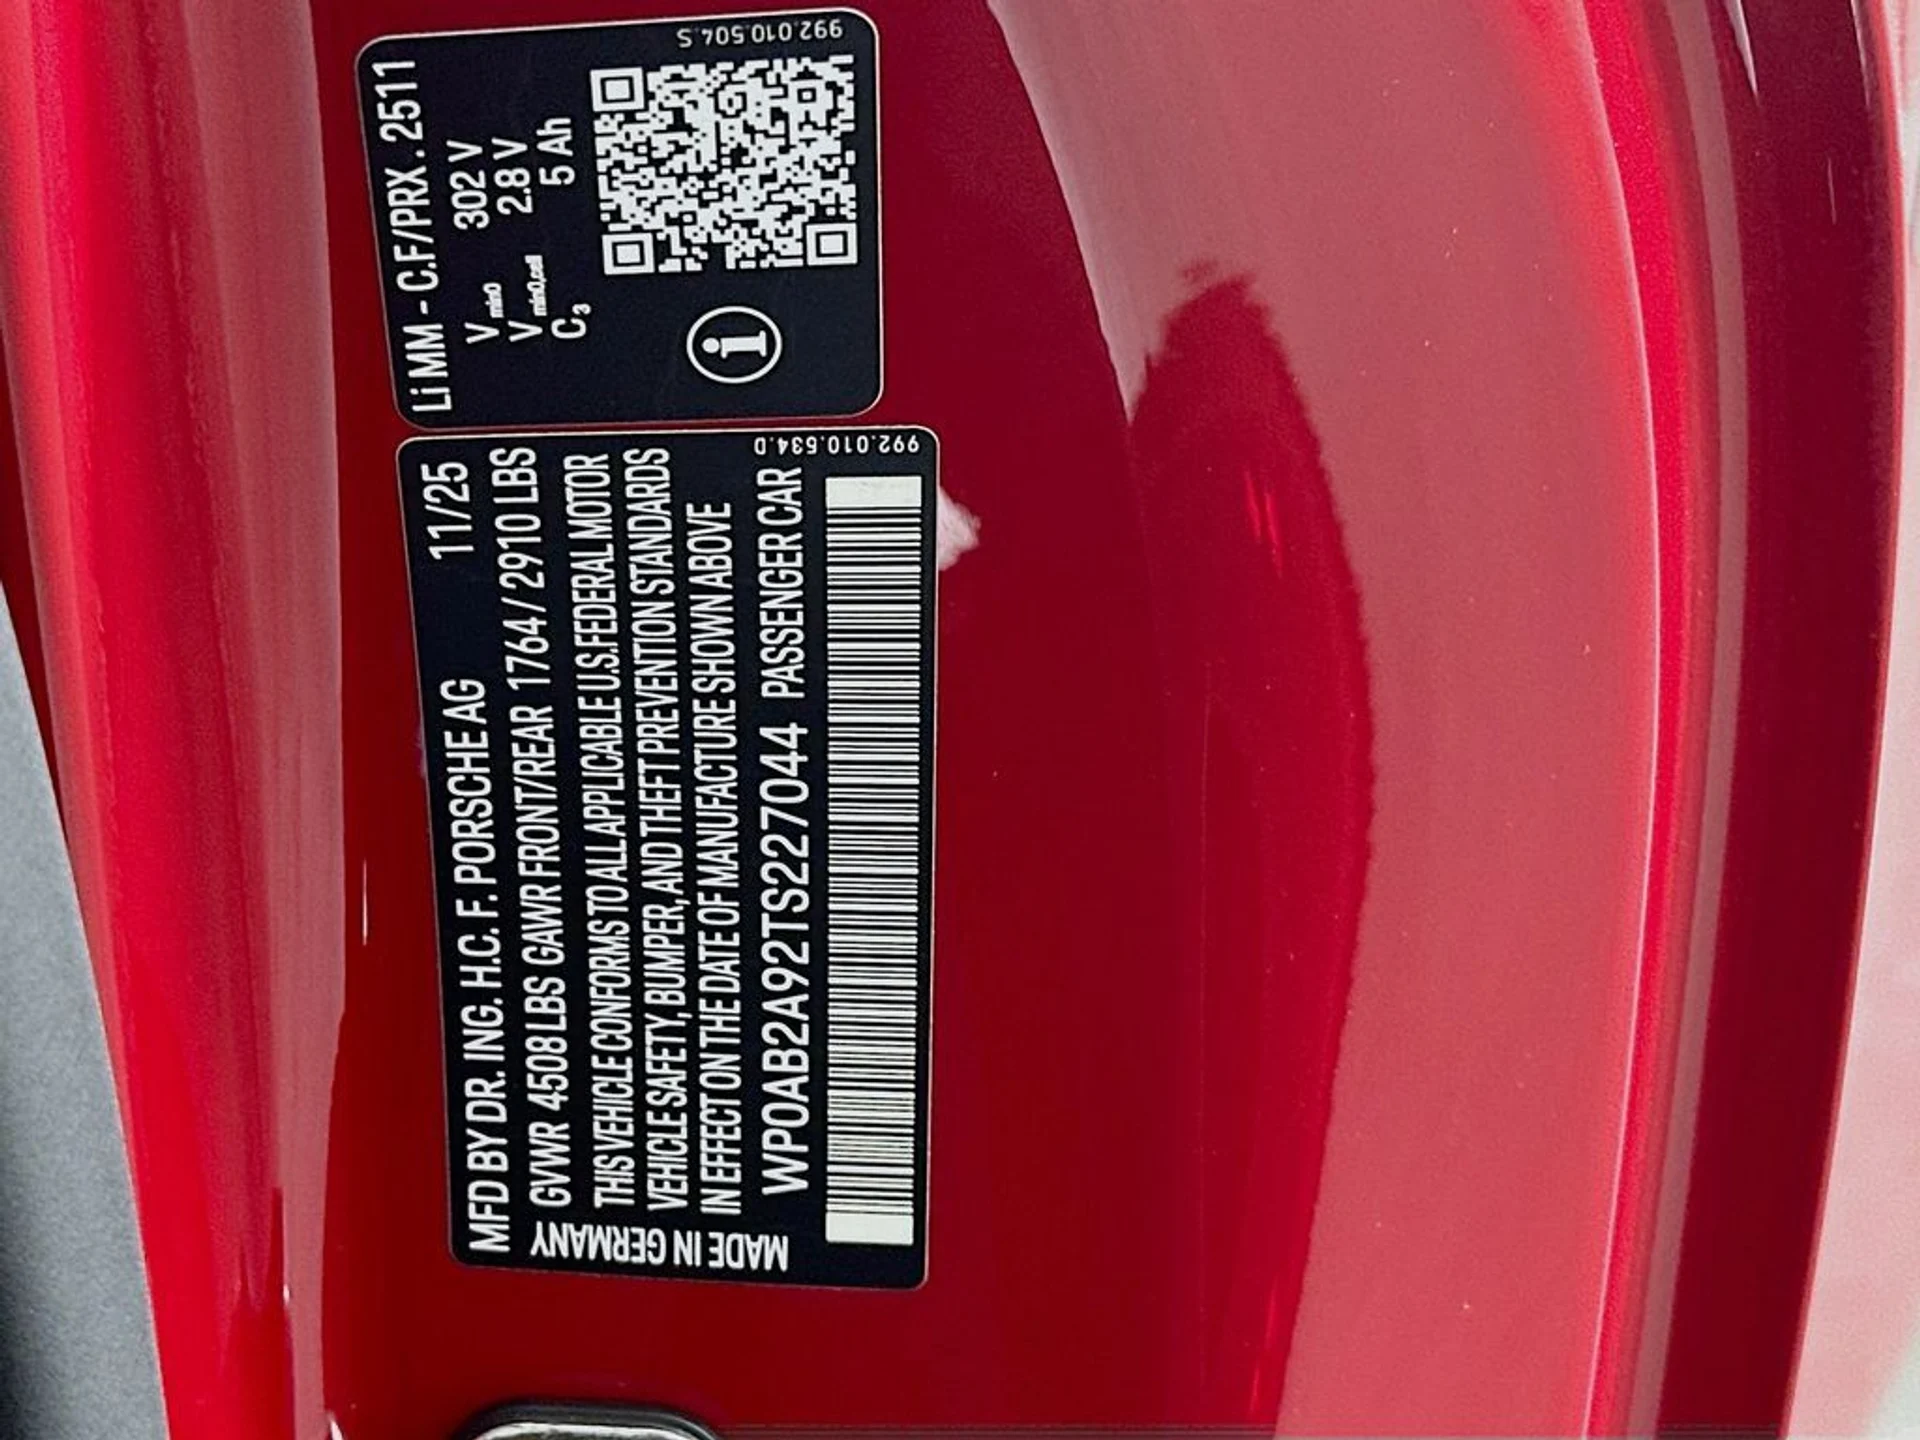 LiMM - C.F/PRX . 2511
Vmin0 302 V
Vmin0,cell 2.8 V
C3 5 Ah
i
992.010.504 S
MFD BY DR. ING. H.C. F. PORSCHE AG 11/25
GVWR 4508 LBS GAWR FRONT/REAR 1764 / 2910 LBS
THIS VEHICLE CONFORMS TO ALL APPLICABLE U.S. FEDERAL MOTOR
VEHICLE SAFETY, BUMPER, AND THEFT PREVENTION STANDARDS
IN EFFECT ON THE DATE OF MANUFACTURE SHOWN ABOVE
WP0AB2A92TS227044 PASSENGER CAR
MADE IN GERMANY
992.010.534.D